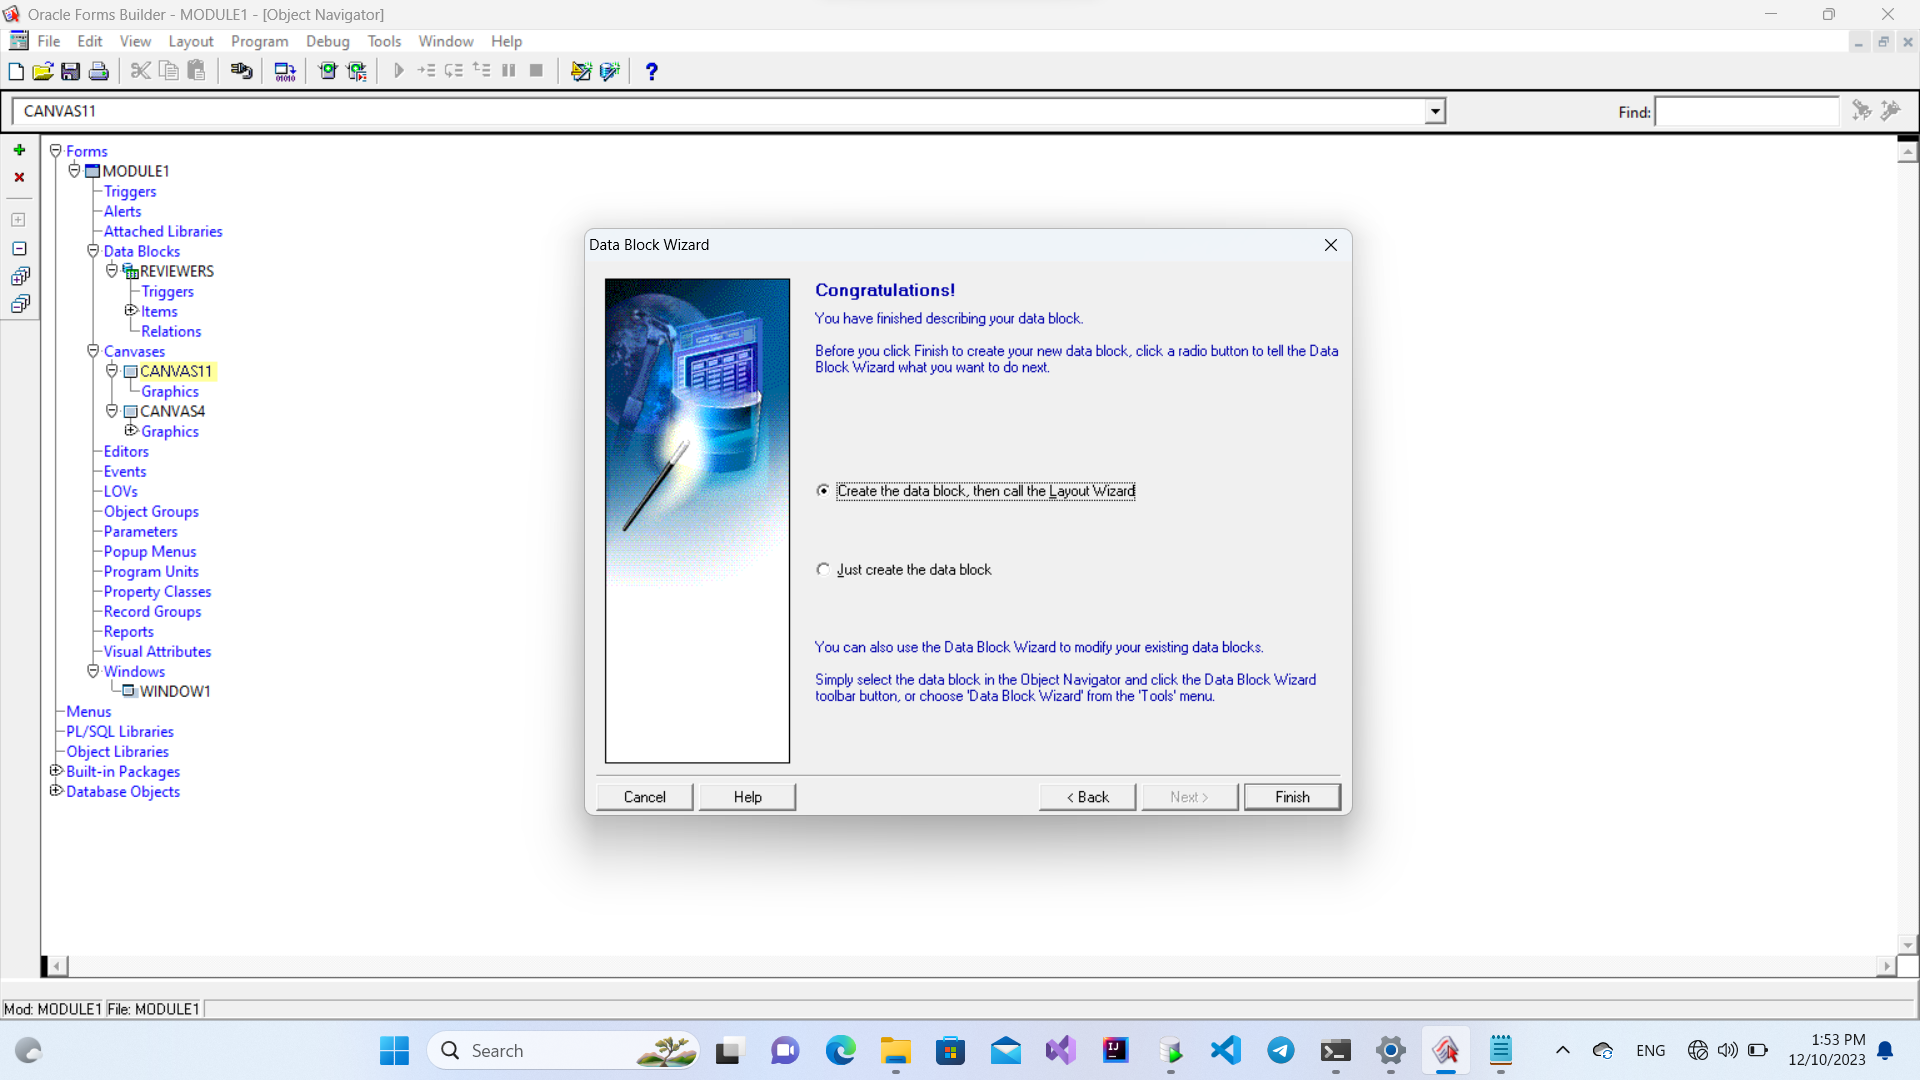 Oracle Forms Builder - MODULE1 - [Object Navigator]
File Edit View Layout Program Debug Tools Window Help
CANVAS11
Find:
Forms
MODULE1
Triggers
Alerts
Attached Libraries
Data Blocks
REVIEWERS
Triggers
Items
Relations
Canvases
CANVAS11
Graphics
CANVAS4
Graphics
Editors
Events
LOVs
Object Groups
Parameters
Popup Menus
Program Units
Property Classes
Record Groups
Reports
Visual Attributes
Windows
WINDOW1
Menus
PL/SQL Libraries
Object Libraries
Built-in Packages
Database Objects
Data Block Wizard
Congratulations!
You have finished describing your data block.
Before you click Finish to create your new data block, click a radio button to tell the Data
Block Wizard what you want to do next.
Create the data block, then call the Layout Wizard
Just create the data block
You can also use the Data Block Wizard to modify your existing data blocks.
Simply select the data block in the Object Navigator and click the Data Block Wizard
toolbar button, or choose 'Data Block Wizard' from the 'Tools' menu.
Cancel Help < Back Next > Finish
Mod: MODULE1 File: MODULE1
Search
ENG
1:53 PM
12/10/2023